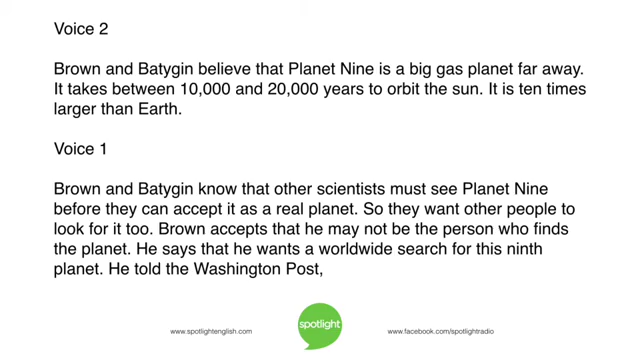 Voice 2
Brown and Batygin believe that Planet Nine is a big gas planet far away.
It takes between 10,000 and 20,000 years to orbit the sun. It is ten times
larger than Earth.
Voice 1
Brown and Batygin know that other scientists must see Planet Nine
before they can accept it as a real planet. So they want other people to
look for it too. Brown accepts that he may not be the person who finds
the planet. He says that he wants a worldwide search for this ninth
planet. He told the Washington Post,
www.spotlightenglish.com
spotlight
www.facebook.com/spotlightradio